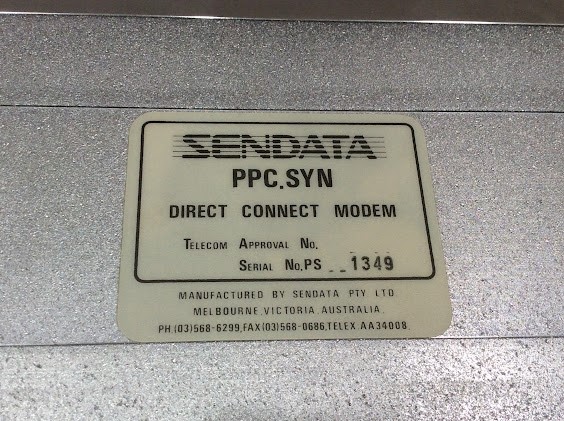 SENDATA
PPC.SYN
DIRECT CONNECT MODEM
TELECOM APPROVAL NO.
SERIAL NO.PS __1349
MANUFACTURED BY SENDATA PTY LTD
MELBOURNE.VICTORIA.AUSTRALIA.
PH(03)568-6299,FAX(03)568-0686,TELEX.AA34008.